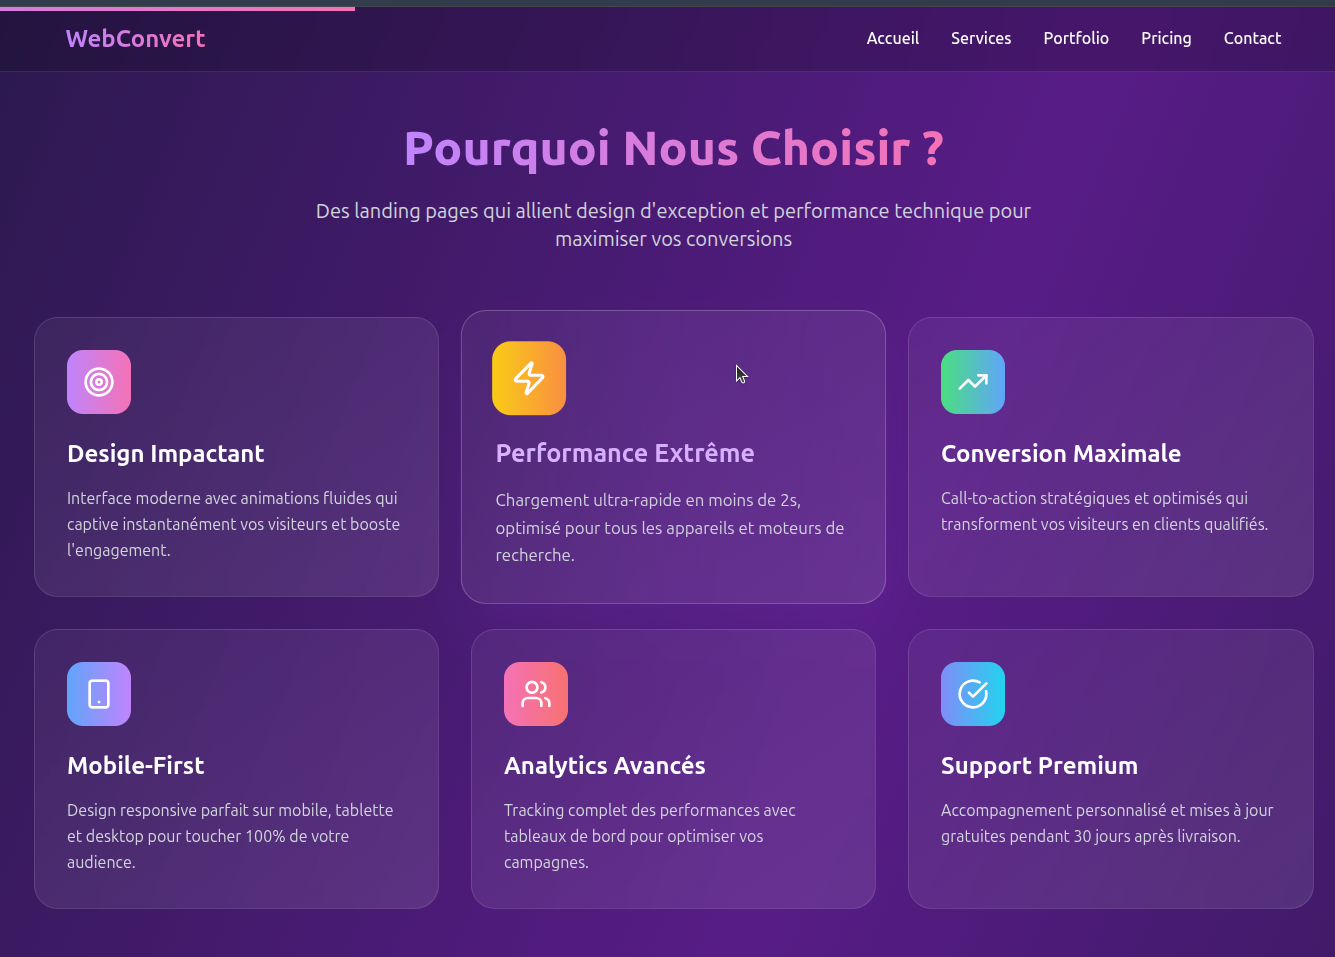 WebConvert
Accueil Services Portfolio Pricing Contact
Pourquoi Nous Choisir ?
Des landing pages qui allient design d'exception et performance technique pour
maximiser vos conversions
Design Impactant
Interface moderne avec animations fluides qui
captive instantanément vos visiteurs et booste
l'engagement.
Performance Extrême
Chargement ultra-rapide en moins de 2s,
optimisé pour tous les appareils et moteurs de
recherche.
Conversion Maximale
Call-to-action stratégiques et optimisés qui
transforment vos visiteurs en clients qualifiés.
Mobile-First
Design responsive parfait sur mobile, tablette
et desktop pour toucher 100% de votre
audience.
Analytics Avancés
Tracking complet des performances avec
tableaux de bord pour optimiser vos
campagnes.
Support Premium
Accompagnement personnalisé et mises à jour
gratuites pendant 30 jours après livraison.